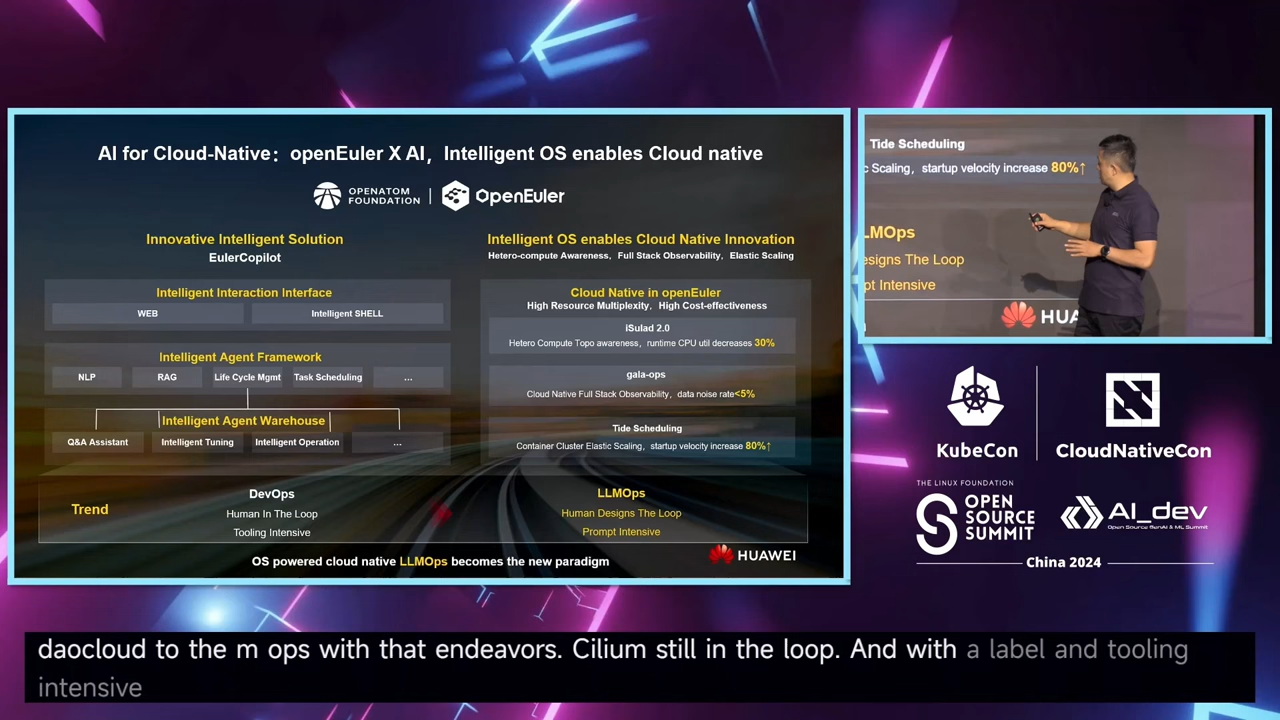 AI for Cloud-Native：openEuler X AI，Intelligent OS enables Cloud native
OPENATOM
FOUNDATION
OpenEuler
Innovative Intelligent Solution
EulerCopilot
Intelligent Interaction Interface
WEB
Intelligent SHELL
Intelligent Agent Framework
NLP
RAG
Life Cycle Mgmt
Task Scheduling
...
Intelligent Agent Warehouse
Q&A Assistant
Intelligent Tuning
Intelligent Operation
...
Intelligent OS enables Cloud Native Innovation
Hetero-compute Awareness，Full Stack Observability，Elastic Scaling
Cloud Native in openEuler
High Resource Multiplexity，High Cost-effectiveness
iSulad 2.0
Hetero Compute Topo awareness，runtime CPU util decreases 30%
gala-ops
Cloud Native Full Stack Observability，data noise rate<5%
Tide Scheduling
Container Cluster Elastic Scaling，startup velocity increase 80%↑
Trend
DevOps
Human In The Loop
Tooling Intensive
LLMOps
Human Designs The Loop
Prompt Intensive
OS powered cloud native LLMOps becomes the new paradigm
HUAWEI
Tide Scheduling
c Scaling，startup velocity increase 80%↑
LMOps
esigns The Loop
pt Intensive
HUA
KubeCon
CloudNativeCon
THE LINUX FOUNDATION
OPEN
SOURCE
SUMMIT
AI_dev
Open Source GenAI & ML Summit
China 2024
daocloud to the m ops with that endeavors. Cilium still in the loop. And with a label and tooling
intensive